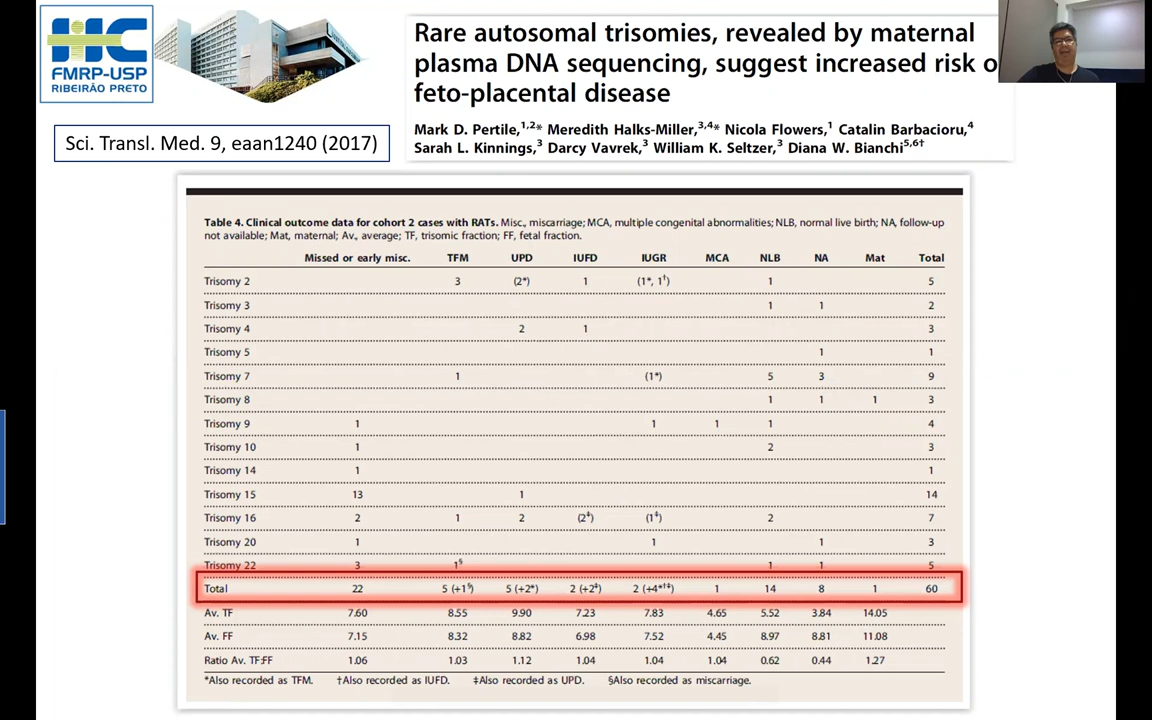 HC
FMRP-USP
RIBEIRÃO PRETO
Rare autosomal trisomies, revealed by maternal
plasma DNA sequencing, suggest increased risk o
feto-placental disease
Mark D. Pertile,1,2* Meredith Halks-Miller,3,4* Nicola Flowers,1 Catalin Barbacioru,4
Sarah L. Kinnings,3 Darcy Vavrek,3 William K. Seltzer,3 Diana W. Bianchi5,6†
Sci. Transl. Med. 9, eaan1240 (2017)
Table 4. Clinical outcome data for cohort 2 cases with RATs. Misc., miscarriage; MCA, multiple congenital abnormalities; NLB, normal live birth; NA, follow-up
not available; Mat, maternal; Av., average; TF, trisomic fraction; FF, fetal fraction.
Missed or early misc. TFM UPD IUFD IUGR MCA NLB NA Mat Total
Trisomy 2 3 (2*) 1 (1*, 1†) 1 5
Trisomy 3 1 1 2
Trisomy 4 2 1 3
Trisomy 5 1 1
Trisomy 7 1 (1*) 5 3 9
Trisomy 8 1 1 1 3
Trisomy 9 1 1 1 1 4
Trisomy 10 1 2 3
Trisomy 14 1 1
Trisomy 15 13 1 14
Trisomy 16 2 1 2 (2‡) (1‡) 2 7
Trisomy 20 1 1 1 3
Trisomy 22 3 1§ 1 1 5
Total 22 5 (+1§) 5 (+2*) 2 (+2‡) 2 (+4*†‡) 1 14 8 1 60
Av. TF 7.60 8.55 9.90 7.23 7.83 4.65 5.52 3.84 14.05
Av. FF 7.15 8.32 8.82 6.98 7.52 4.45 8.97 8.81 11.08
Ratio Av. TF:FF 1.06 1.03 1.12 1.04 1.04 1.04 0.62 0.44 1.27
*Also recorded as TFM. †Also recorded as IUFD. ‡Also recorded as UPD. §Also recorded as miscarriage.